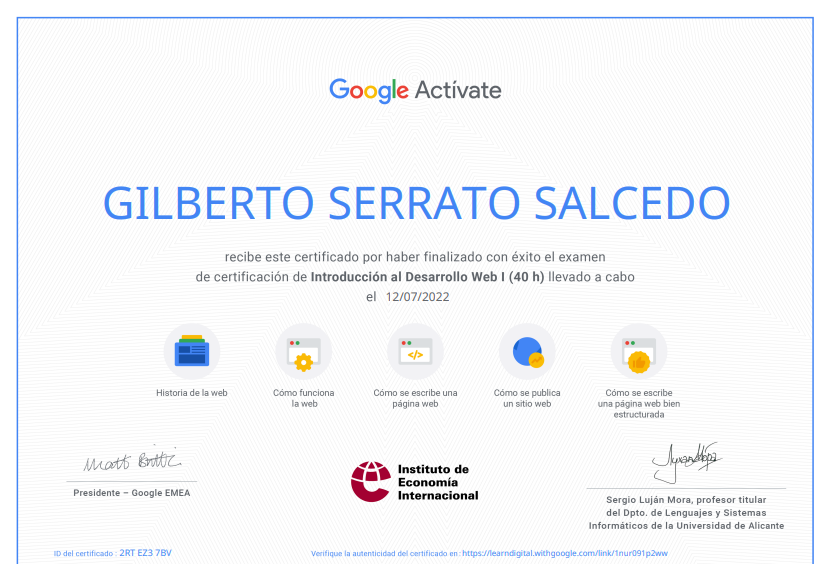 Google Actívate
GILBERTO SERRATO SALCEDO
recibe este certificado por haber finalizado con éxito el examen
de certificación de Introducción al Desarrollo Web I (40 h) llevado a cabo
el 12/07/2022
</>
Historia de la web
Cómo funciona
la web
Cómo se escribe una
página web
Cómo se publica
un sitio web
Cómo se escribe
una página web bien
estructurada
Presidente – Google EMEA
Instituto de
Economía
Internacional
Sergio Luján Mora, profesor titular
del Dpto. de Lenguajes y Sistemas
Informáticos de la Universidad de Alicante
ID del certificado : 2RT EZ3 7BV
Verifique la autenticidad del certificado en : https://learndigital.withgoogle.com/link/1nur091p2ww